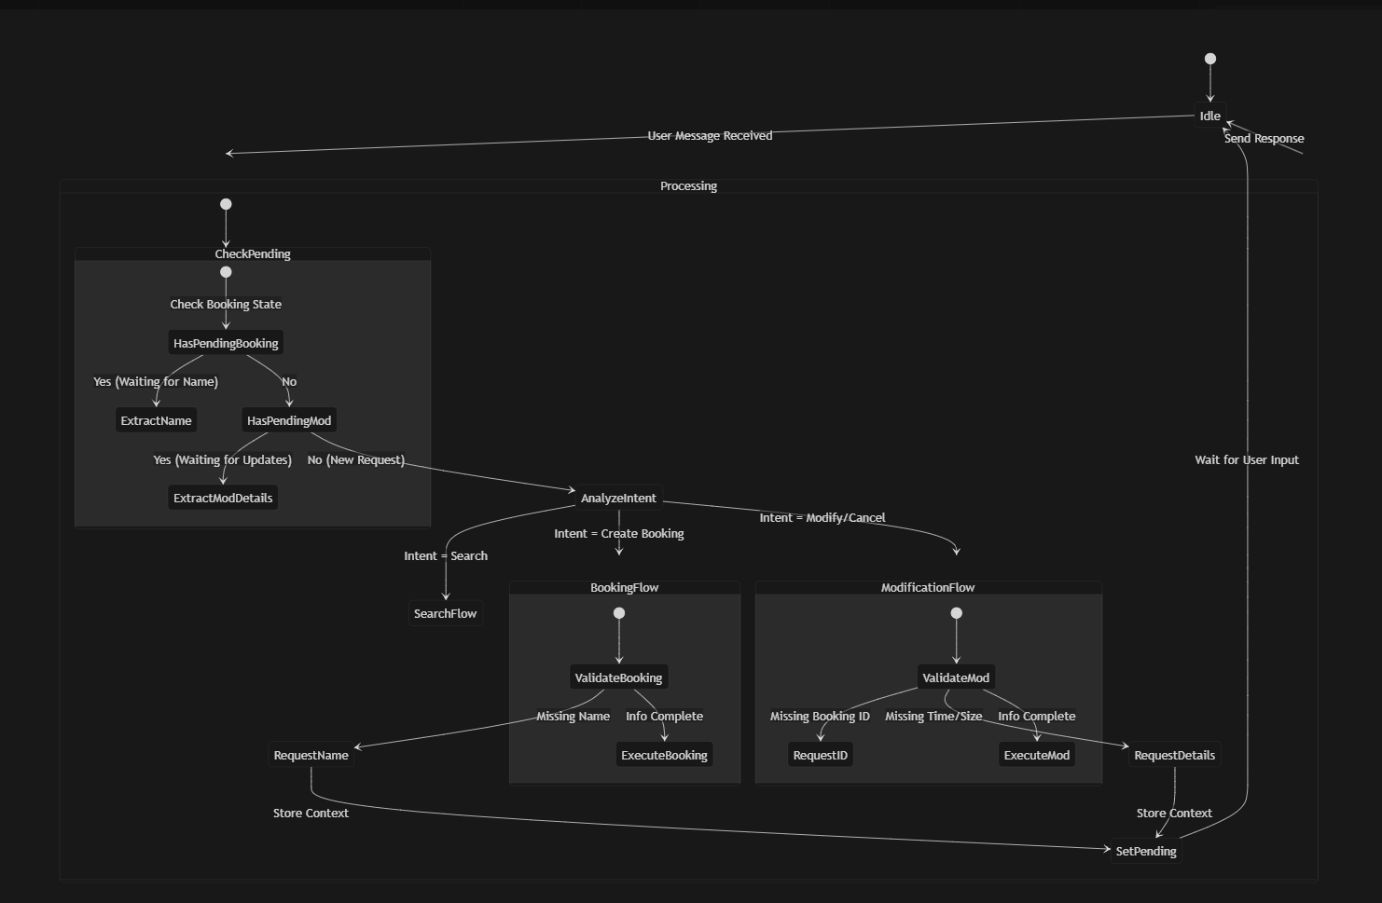 Idle
User Message Received
Send Response
Processing
CheckPending
Check Booking State
HasPendingBooking
Yes (Waiting for Name)
No
ExtractName
HasPendingMod
Yes (Waiting for Updates)
No (New Request)
Wait for User Input
ExtractModDetails
AnalyzeIntent
Intent = Modify/Cancel
Intent = Create Booking
Intent = Search
BookingFlow
ModificationFlow
SearchFlow
ValidateBooking
ValidateMod
Missing Name
Info Complete
Missing Booking ID
Missing Time/Size
Info Complete
RequestName
ExecuteBooking
RequestID
ExecuteMod
RequestDetails
Store Context
Store Context
SetPending